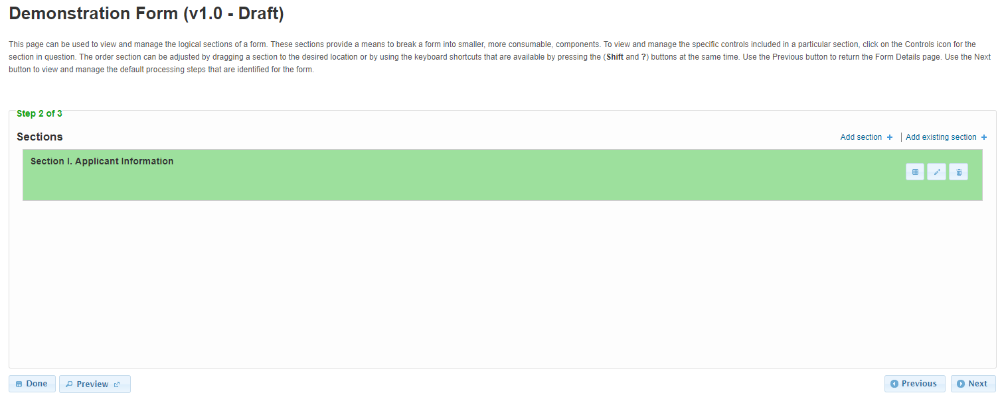 Demonstration Form (v1.0 - Draft)
This page can be used to view and manage the logical sections of a form. These sections provide a means to break a form into smaller, more consumable, components. To view and manage the specific controls included in a particular section, click on the Controls icon for the
section in question. The order section can be adjusted by dragging a section to the desired location or by using the keyboard shortcuts that are available by pressing the (Shift and ?) buttons at the same time. Use the Previous button to return the Form Details page. Use the Next
button to view and manage the default processing steps that are identified for the form.
Step 2 of 3
Sections
Add section + | Add existing section +
Section I. Applicant Information
Done
Preview
Previous
Next